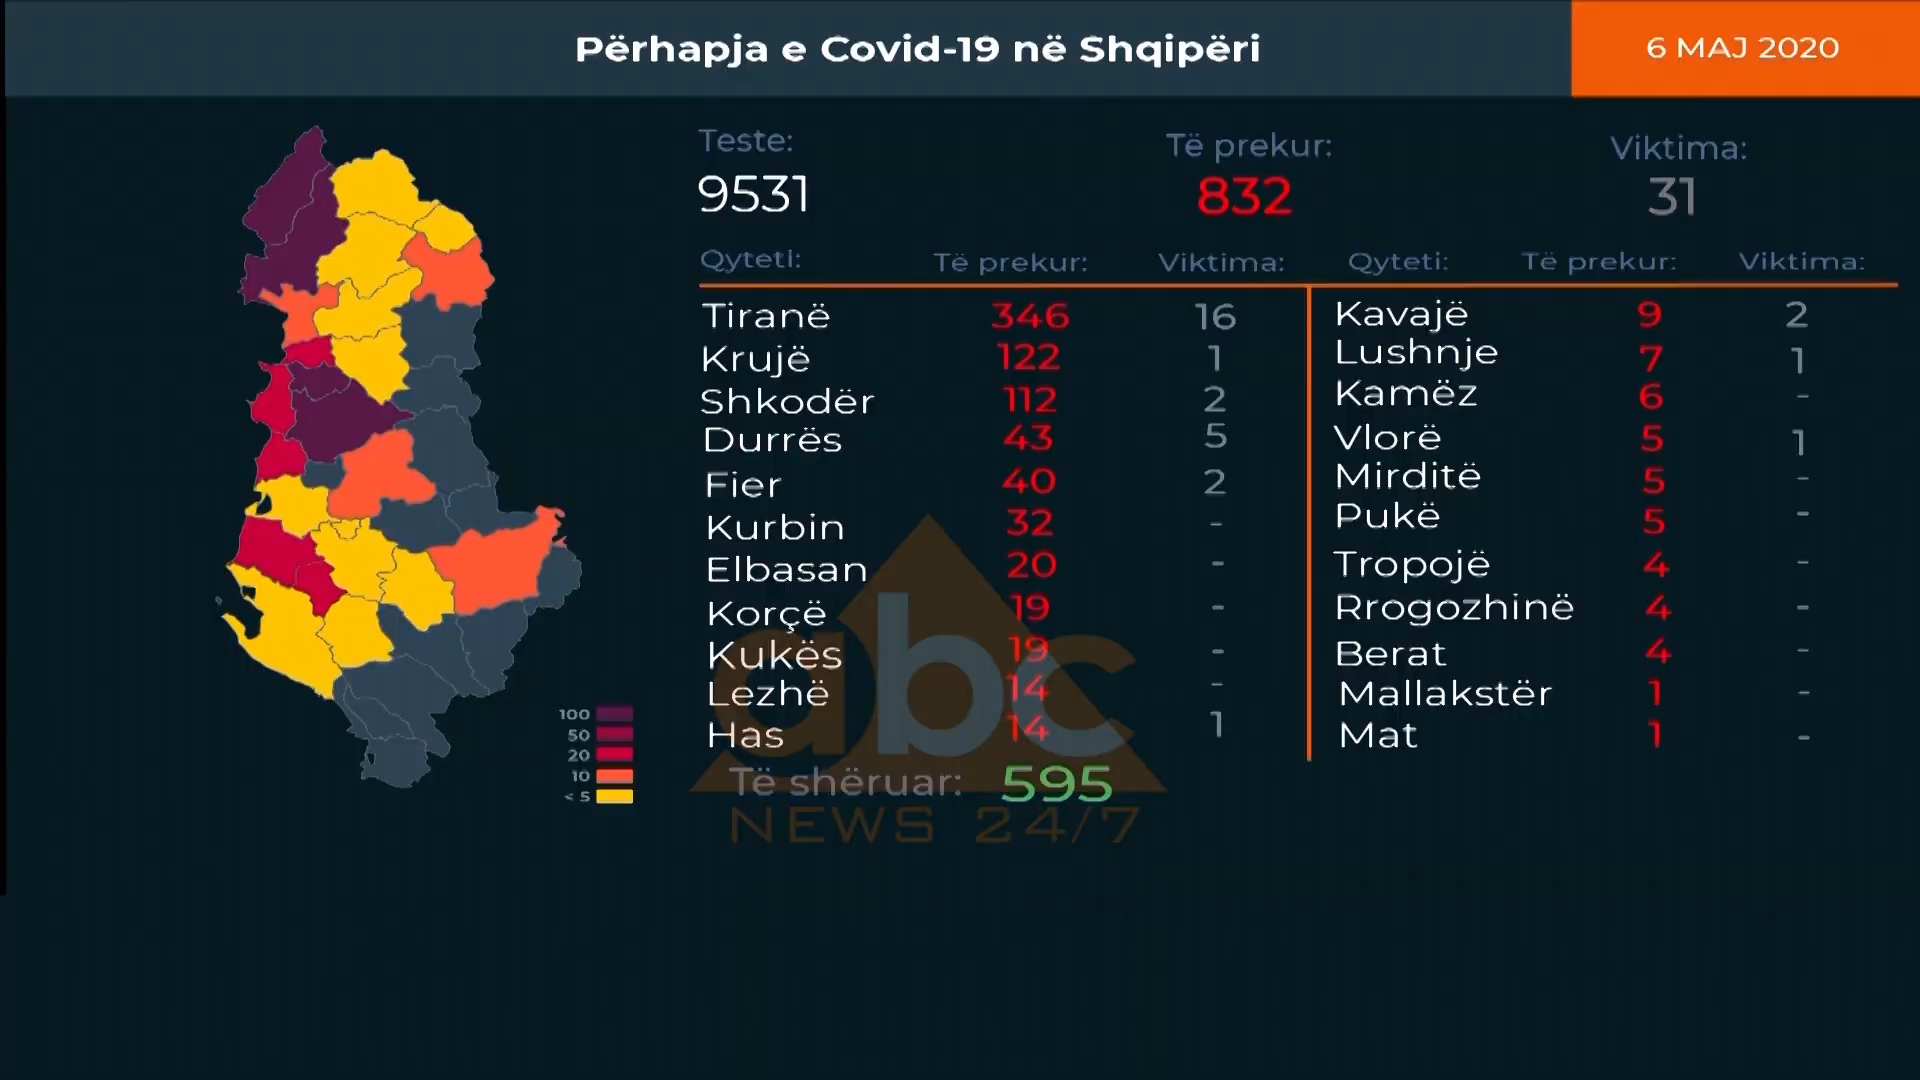 Përhapja e Covid-19 në Shqipëri
6 MAJ 2020
Teste: Të prekur: Viktima:
9531 832 31
Qyteti: Të prekur: Viktima: Qyteti: Të prekur: Viktima:
Tiranë 346 16 Kavajë 9 2
Krujë 122 1 Lushnje 7 1
Shkodër 112 2 Kamëz 6 -
Durrës 43 5 Vlorë 5 1
Fier 40 2 Mirditë 5 -
Kurbin 32 - Pukë 5 -
Elbasan 20 - Tropojë 4 -
Korçë 19 - Rrogozhinë 4 -
Kukës 19 - Berat 4 -
Lezhë 14 - Mallakstër 1 -
Has 14 1 Mat 1 -
Të shëruar: 595
100
50
20
10
< 5
abc
NEWS 24/7